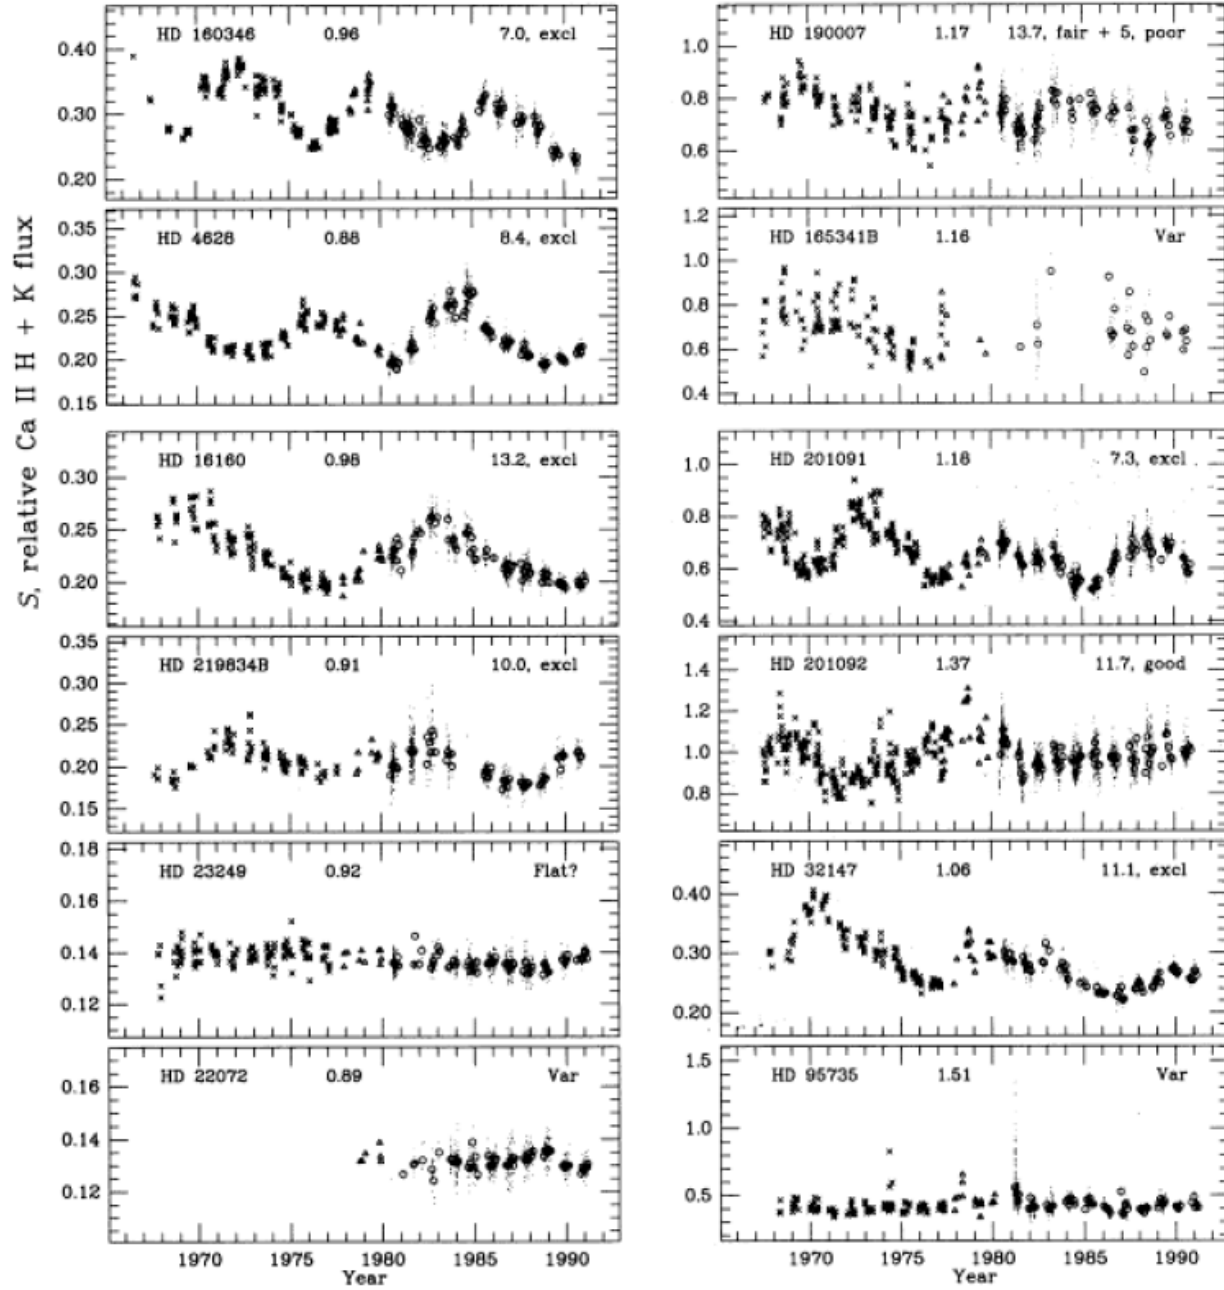 S, relative Ca II H + K flux
HD 160346 0.96 7.0, excl
0.40
0.30
0.20
HD 4628 0.88 8.4, excl
0.35
0.30
0.25
0.20
0.15
HD 16160 0.98 13.2, excl
0.30
0.25
0.20
HD 219834B 0.91 10.0, excl
0.35
0.30
0.25
0.20
0.15
HD 23249 0.92 Flat?
0.18
0.16
0.14
0.12
HD 22072 0.89 Var
0.16
0.14
0.12
1970 1975 1980 1985 1990
Year
HD 190007 1.17 13.7, fair + 5, poor
1.0
0.8
0.6
HD 165341B 1.16 Var
1.2
1.0
0.8
0.6
0.4
HD 201091 1.18 7.3, excl
1.0
0.8
0.6
0.4
HD 201092 1.37 11.7, good
1.4
1.2
1.0
0.8
HD 32147 1.06 11.1, excl
0.40
0.30
0.20
HD 95735 1.51 Var
1.5
1.0
0.5
1970 1975 1980 1985 1990
Year